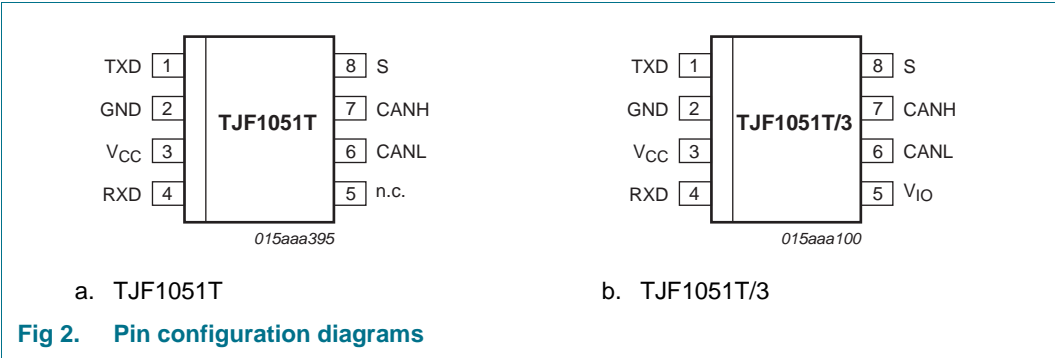 TXD 1 8 S
GND 2 7 CANH
TJF1051T
VCC 3 6 CANL
RXD 4 5 n.c.
015aaa395
a. TJF1051T
TXD 1 8 S
GND 2 7 CANH
TJF1051T/3
VCC 3 6 CANL
RXD 4 5 VIO
015aaa100
b. TJF1051T/3
Fig 2. Pin configuration diagrams